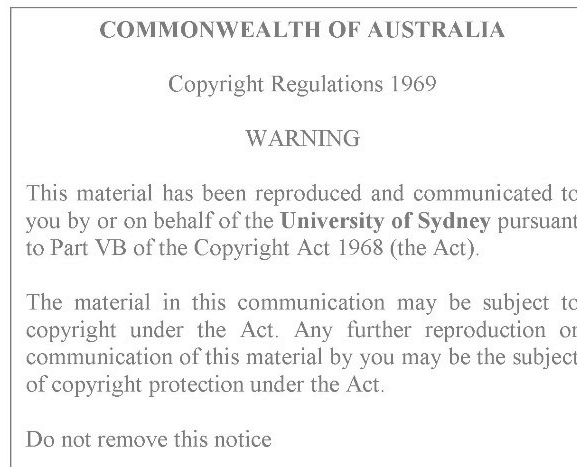 COMMONWEALTH OF AUSTRALIA
Copyright Regulations 1969
WARNING
This material has been reproduced and communicated to
you by or on behalf of the University of Sydney pursuant
to Part VB of the Copyright Act 1968 (the Act).
The material in this communication may be subject to
copyright under the Act. Any further reproduction or
communication of this material by you may be the subject
of copyright protection under the Act.
Do not remove this notice